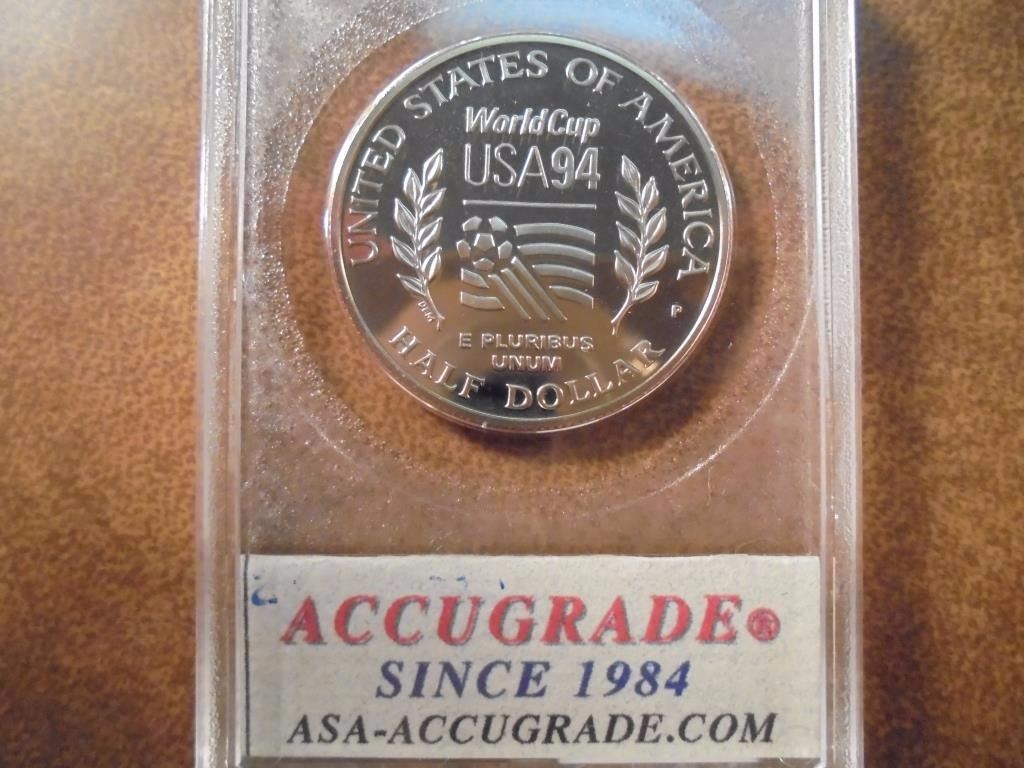 UNITED STATES OF AMERICA
WorldCup
USA94
P
E PLURIBUS
UNUM
HALF DOLLAR
ACCUGRADE®
SINCE 1984
ASA-ACCUGRADE.COM